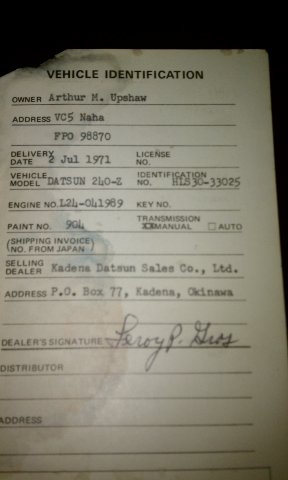 VEHICLE IDENTIFICATION
OWNER Arthur M. Upshaw
ADDRESS VC5 Naha
FPO 98870
DELIVERY DATE 2 Jul 1971 LICENSE NO.
VEHICLE MODEL DATSUN 240-Z IDENTIFICATION NO. HLS30-33025
ENGINE NO. L24-041989 KEY NO.
PAINT NO. 904 TRANSMISSION XXMANUAL □ AUTO
(SHIPPING INVOICE NO. FROM JAPAN)
SELLING DEALER Kadena Datsun Sales Co., Ltd.
ADDRESS P.O. Box 77, Kadena, Okinawa
DEALER'S SIGNATURE Leroy P. Gros
DISTRIBUTOR
ADDRESS